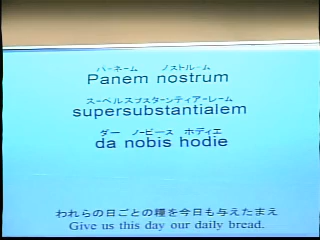 パーネーム ノストルーム
Panem nostrum
スーペルスブスターンティアーレーム
supersubstantialem
ダー ノービース ホディエ
da nobis hodie
われらの日ごとの糧を今日も与えたまえ
Give us this day our daily bread.